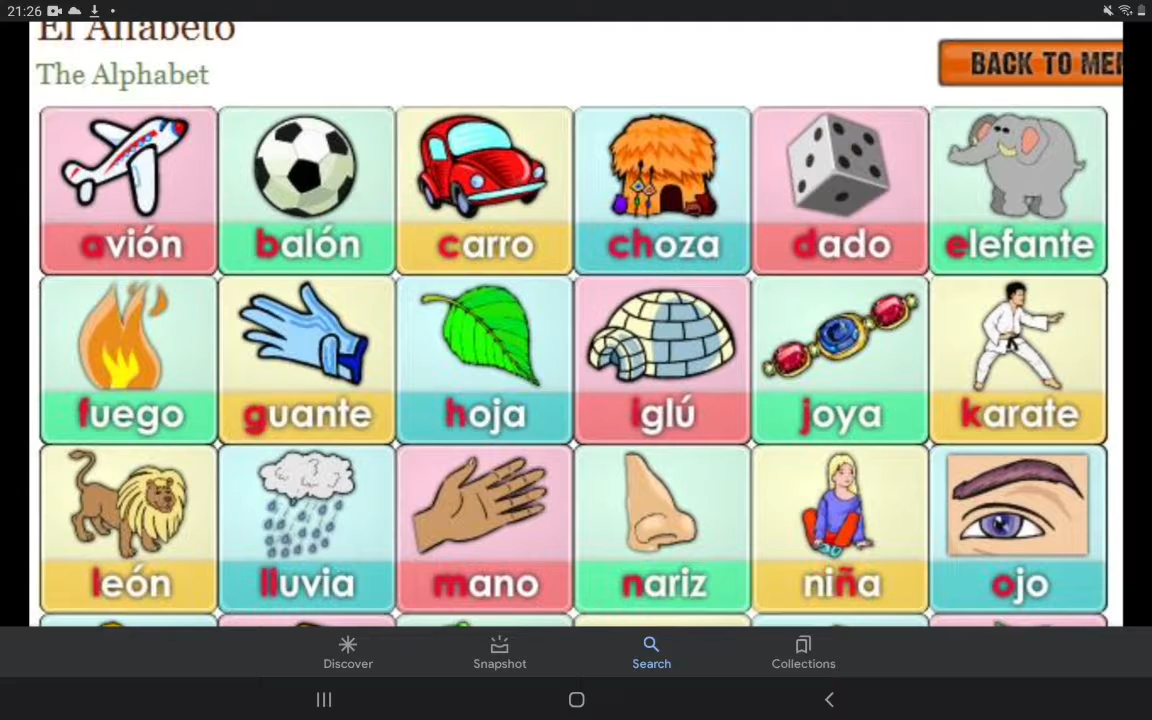 21:26
El Alfabeto
The Alphabet
BACK TO
avión balón carro choza dado elefante
fuego guante hoja iglú joya karate
león lluvia mano nariz niña ojo
Discover Snapshot Search Collections